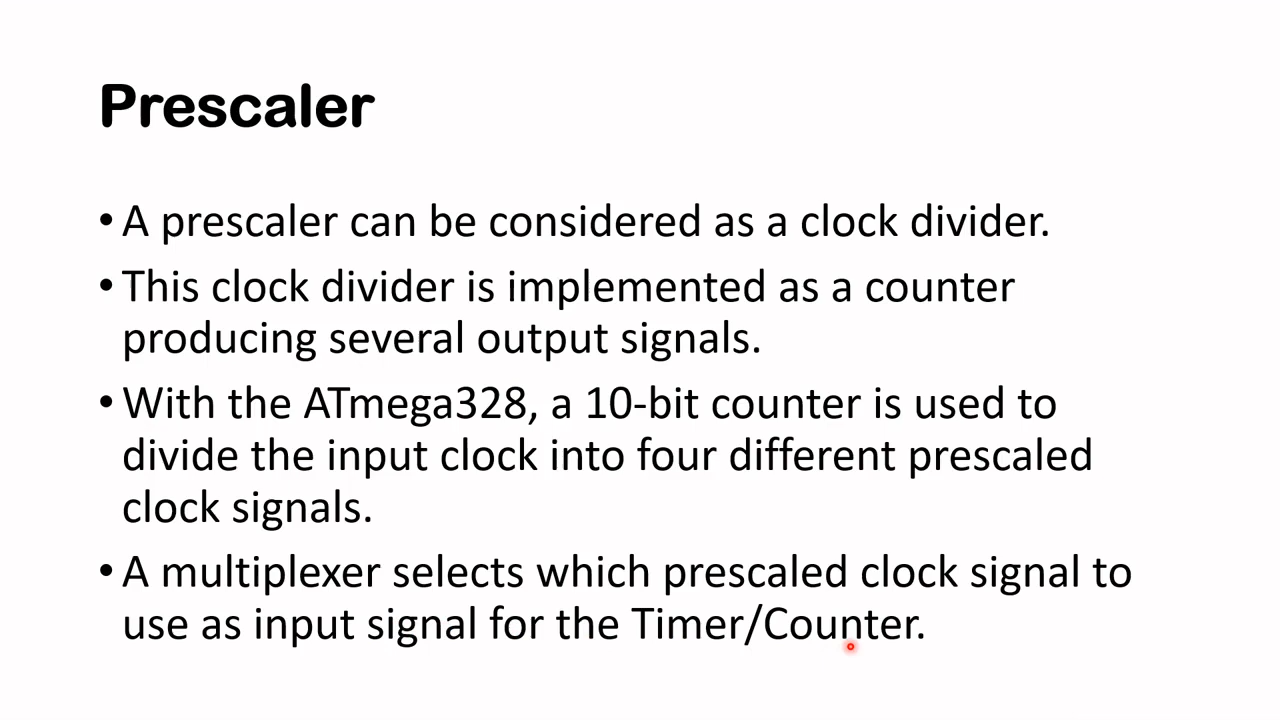 Prescaler
• A prescaler can be considered as a clock divider.
• This clock divider is implemented as a counter
producing several output signals.
• With the ATmega328, a 10-bit counter is used to
divide the input clock into four different prescaled
clock signals.
• A multiplexer selects which prescaled clock signal to
use as input signal for the Timer/Counter.